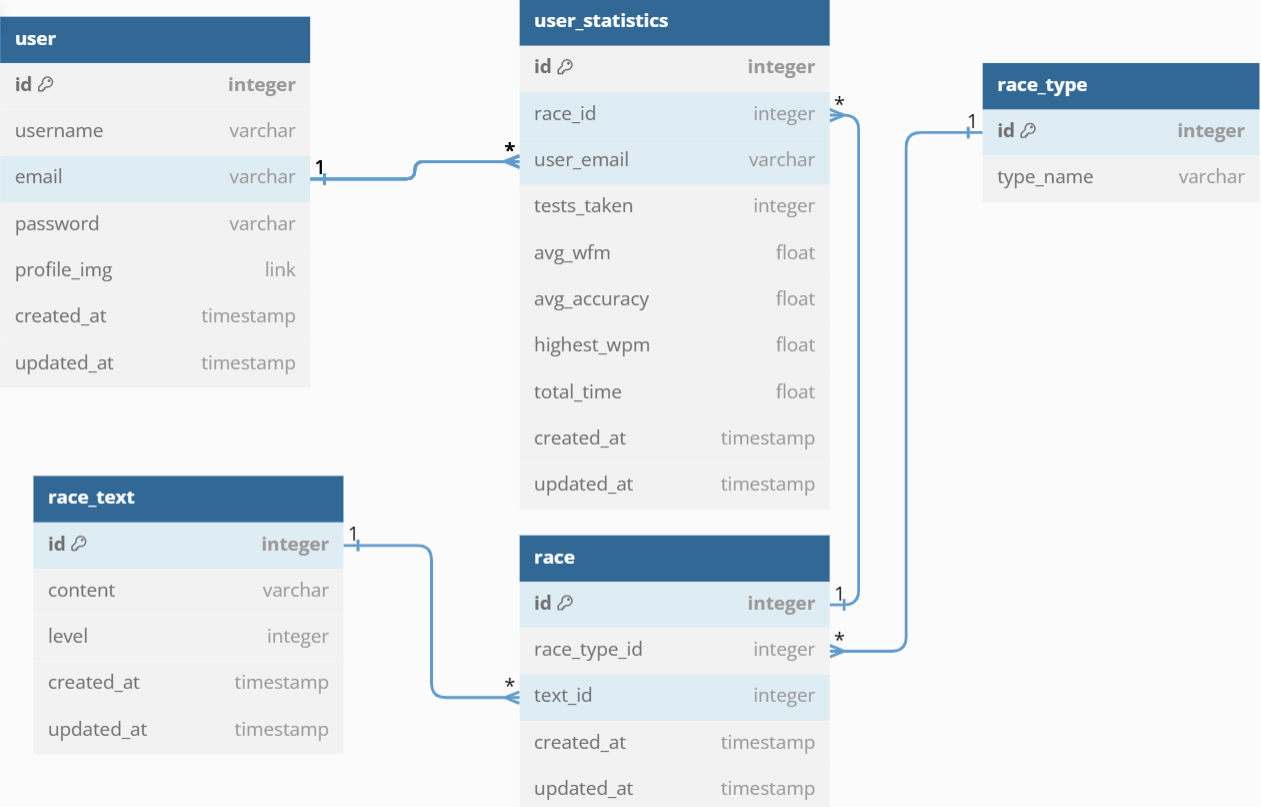 user
id integer
username varchar
email varchar
password varchar
profile_img link
created_at timestamp
updated_at timestamp
1
*
user_statistics
id integer
race_id integer
user_email varchar
tests_taken integer
avg_wfm float
avg_accuracy float
highest_wpm float
total_time float
created_at timestamp
updated_at timestamp
*
race_type
id integer
type_name varchar
1
race_text
id integer
content varchar
level integer
created_at timestamp
updated_at timestamp
1
*
race
id integer
race_type_id integer
text_id integer
created_at timestamp
updated_at timestamp
1
*